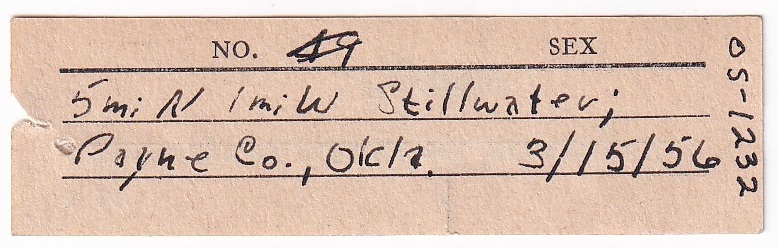 NO. 49 SEX
5mi N 1mi W Stillwater;
Payne Co., Okla. 3/15/56
OS-1232